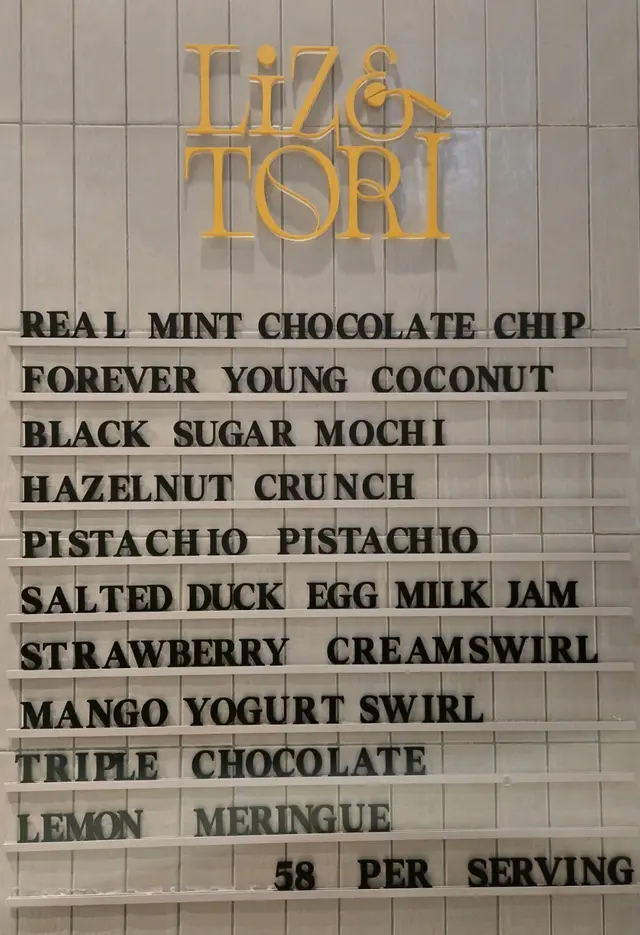 LiZ&
TORI
REAL MINT CHOCOLATE CHIP
FOREVER YOUNG COCONUT
BLACK SUGAR MOCHI
HAZELNUT CRUNCH
PISTACHIO PISTACHIO
SALTED DUCK EGG MILK JAM
STRAWBERRY CREAMSWIRL
MANGO YOGURT SWIRL
TRIPLE CHOCOLATE
LEMON MERINGUE
58 PER SERVING